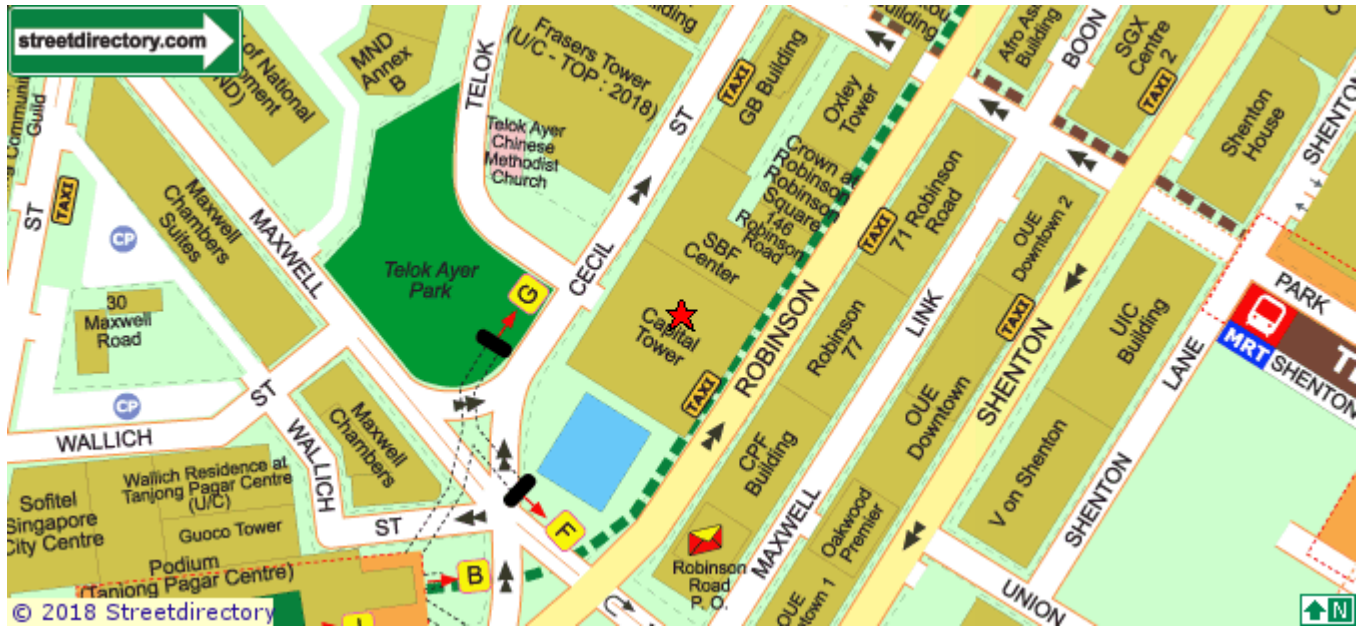 streetdirectory.com
of National
MND
Annex
B
TELOK
Frasers Tower
(U/C - TOP : 2018)
Telok Ayer
Chinese
Methodist
Church
ST
TAXI
GB Building
Oxley
Tower
Building
Afro Asia
Building
BOON
SGX
Centre
2
TAXI
Shenton
House
SHENTON
Guild
TAXI
ST
CP
Maxwell
Chambers
Suites
MAXWELL
30
Maxwell
Road
CP
Telok Ayer
Park
G
CECIL
Crown at
Robinson
Robinson
Square
146
Robinson
Road
SBF
Center
Capital
Tower
TAXI
ROBINSON
TAXI
71 Robinson
Road
Robinson
77
LINK
OUE
Downtown 2
TAXI
SHENTON
UIC
Building
LANE
PARK
MRT
SHENTON
WALLICH
ST
WALLICH
ST
Maxwell
Chambers
Sofitel
Singapore
City Centre
Wallich Residence at
Tanjong Pagar Centre
(U/C)
Guoco Tower
Podium
(Tanjong Pagar Centre)
F
B
CPF
Building
Robinson
Road
P. O.
MAXWELL
OUE
Downtown
Oakwood
Premier
OUE
V on Shenton
SHENTON
UNION
© 2018 Streetdirectory
N